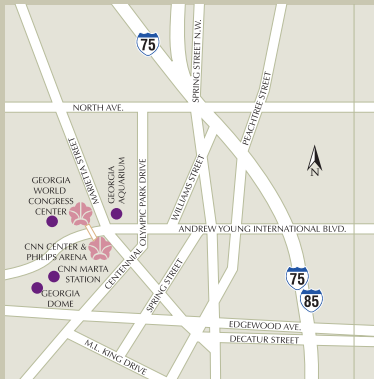 75
SPRING STREET N.W.
PEACHTREE STREET
NORTH AVE.
MARIETTA STREET
GEORGIA
AQUARIUM
CENTENNIAL OLYMPIC PARK DRIVE
WILLIAMS STREET
N
GEORGIA
WORLD
CONGRESS
CENTER
ANDREW YOUNG INTERNATIONAL BLVD.
CNN CENTER &
PHILIPS ARENA
CNN MARTA
STATION
GEORGIA
DOME
SPRING STREET
75
85
EDGEWOOD AVE.
DECATUR STREET
M.L. KING DRIVE